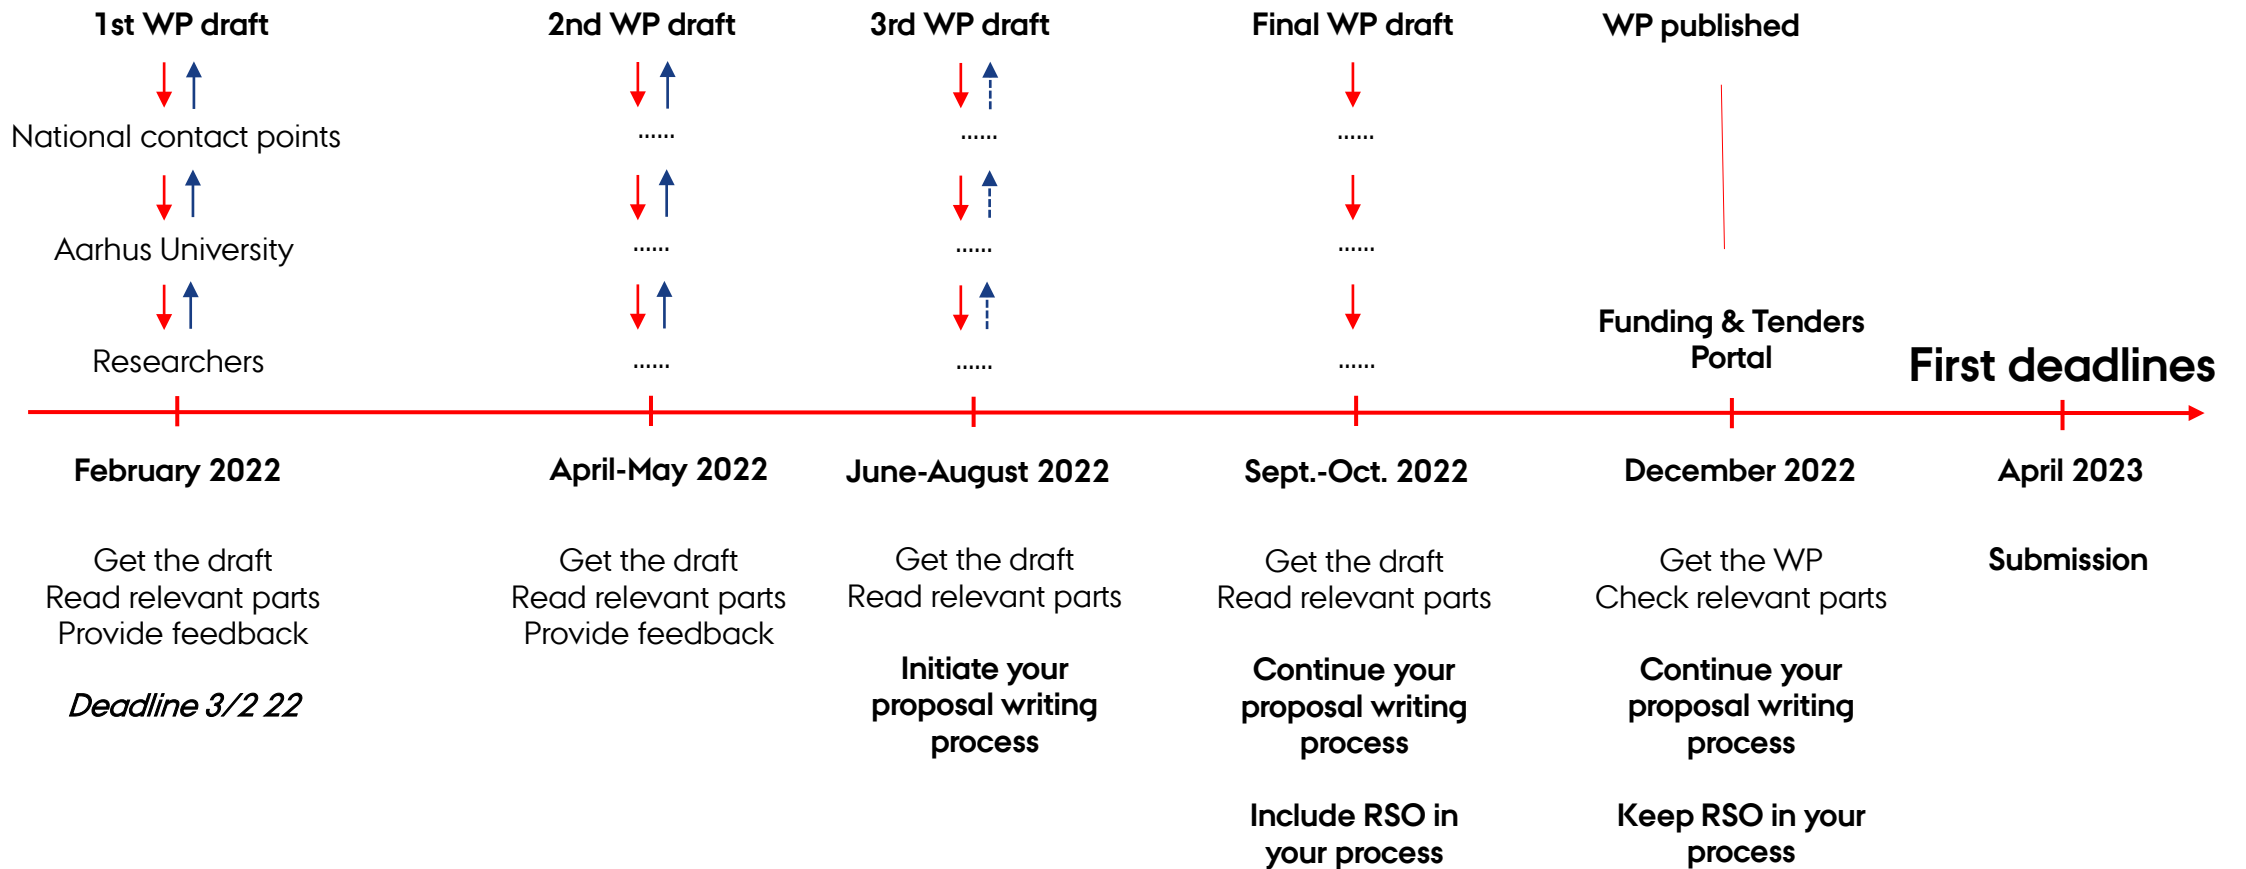 1st WP draft
2nd WP draft
3rd WP draft
Final WP draft
WP published
National contact points
......
......
......
Aarhus University
......
......
......
Researchers
......
......
......
Funding & Tenders
Portal
First deadlines
February 2022
April-May 2022
June-August 2022
Sept.-Oct. 2022
December 2022
April 2023
Get the draft
Read relevant parts
Provide feedback
Deadline 3/2 22
Get the draft
Read relevant parts
Provide feedback
Get the draft
Read relevant parts
Initiate your
proposal writing
process
Get the draft
Read relevant parts
Continue your
proposal writing
process
Include RSO in
your process
Get the WP
Check relevant parts
Continue your
proposal writing
process
Keep RSO in your
process
Submission